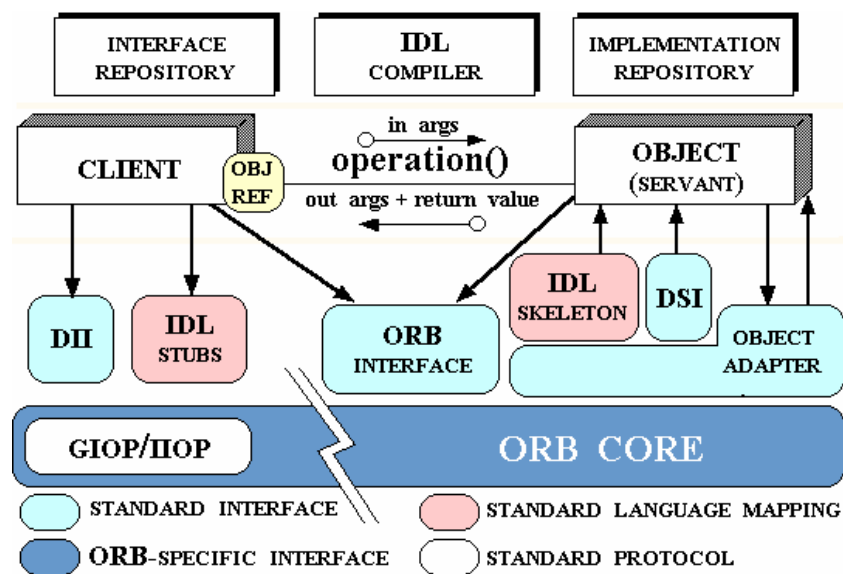 INTERFACE
REPOSITORY
IDL
COMPILER
IMPLEMENTATION
REPOSITORY
CLIENT
OBJ
REF
in args
operation()
out args + return value
OBJECT
(SERVANT)
DII
IDL
STUBS
ORB
INTERFACE
IDL
SKELETON
DSI
OBJECT
ADAPTER
GIOP/IIOP
ORB CORE
STANDARD INTERFACE
STANDARD LANGUAGE MAPPING
ORB-SPECIFIC INTERFACE
STANDARD PROTOCOL